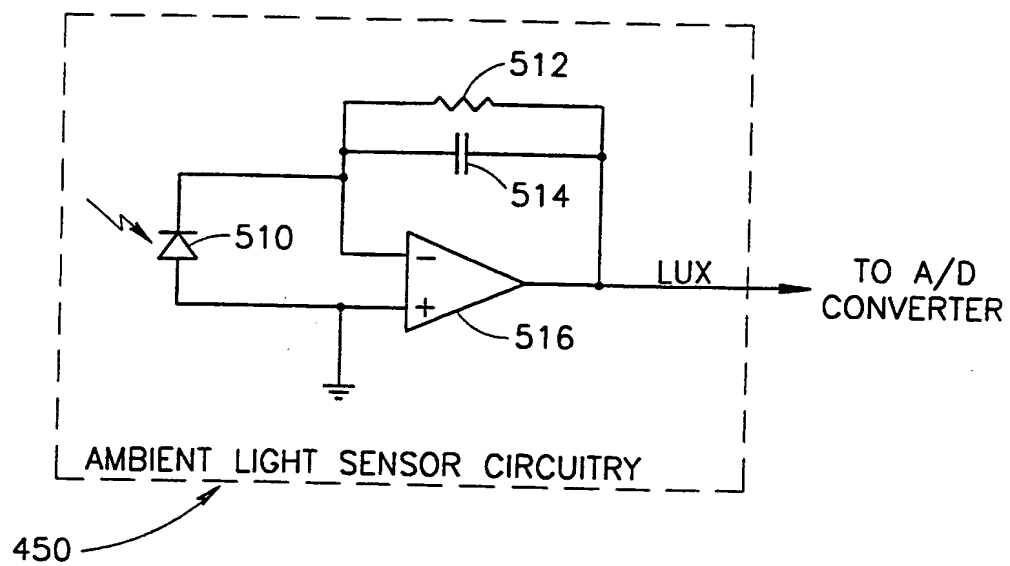 512
514
510
−
+
516
LUX
TO A/D
CONVERTER
AMBIENT LIGHT SENSOR CIRCUITRY
450